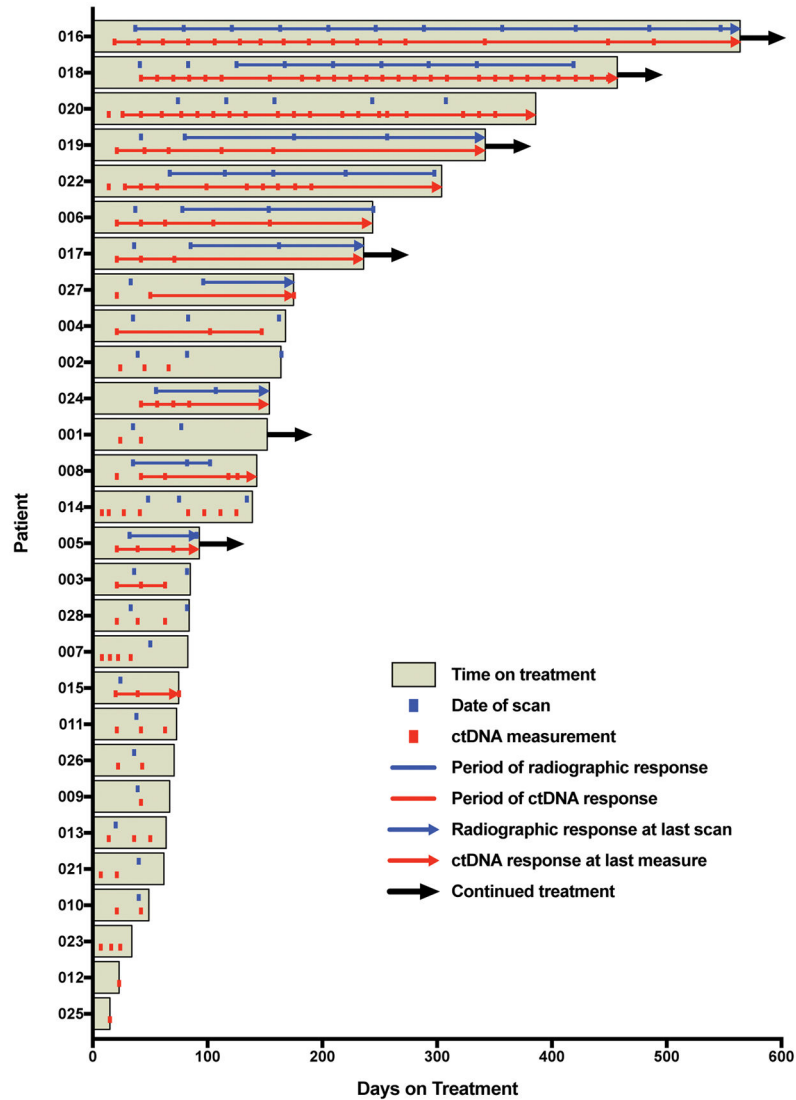 016
018
020
019
022
006
017
027
004
002
024
001
008
014
005
003
028
007
015
011
026
009
013
021
010
023
012
025
Patient
Time on treatment
Date of scan
ctDNA measurement
Period of radiographic response
Period of ctDNA response
Radiographic response at last scan
ctDNA response at last measure
Continued treatment
0 100 200 300 400 500 600
Days on Treatment